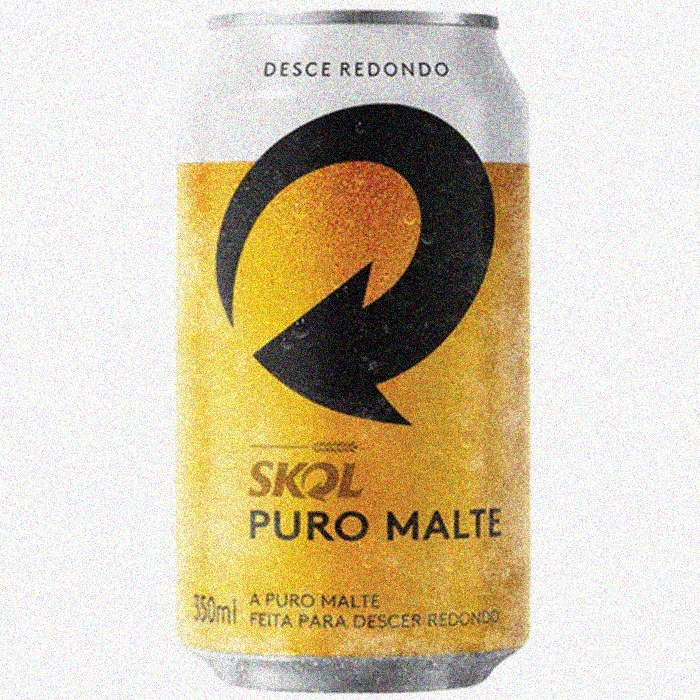 DESCE REDONDO
SKOL
PURO MALTE
350ml
A PURO MALTE
FEITA PARA DESCER REDONDO